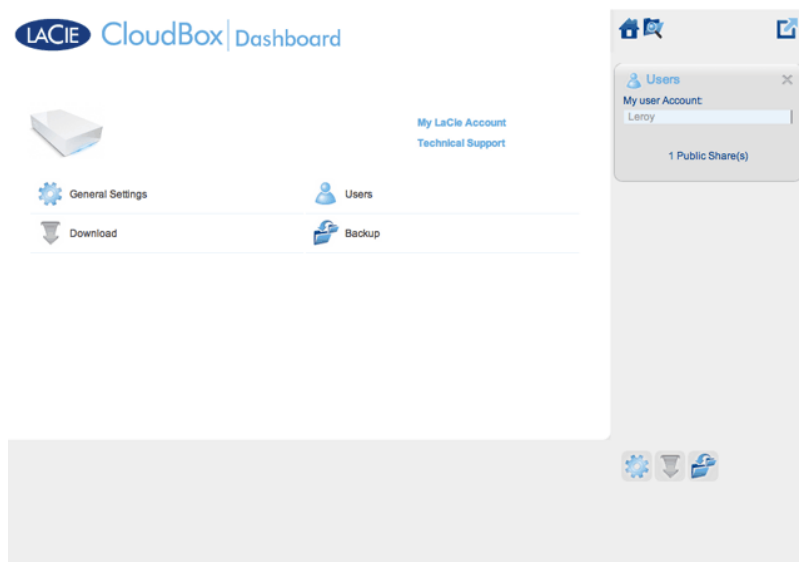 LACIE CloudBox Dashboard
My LaCie Account
Technical Support
General Settings
Users
Download
Backup
Users
My user Account:
Leroy
1 Public Share(s)